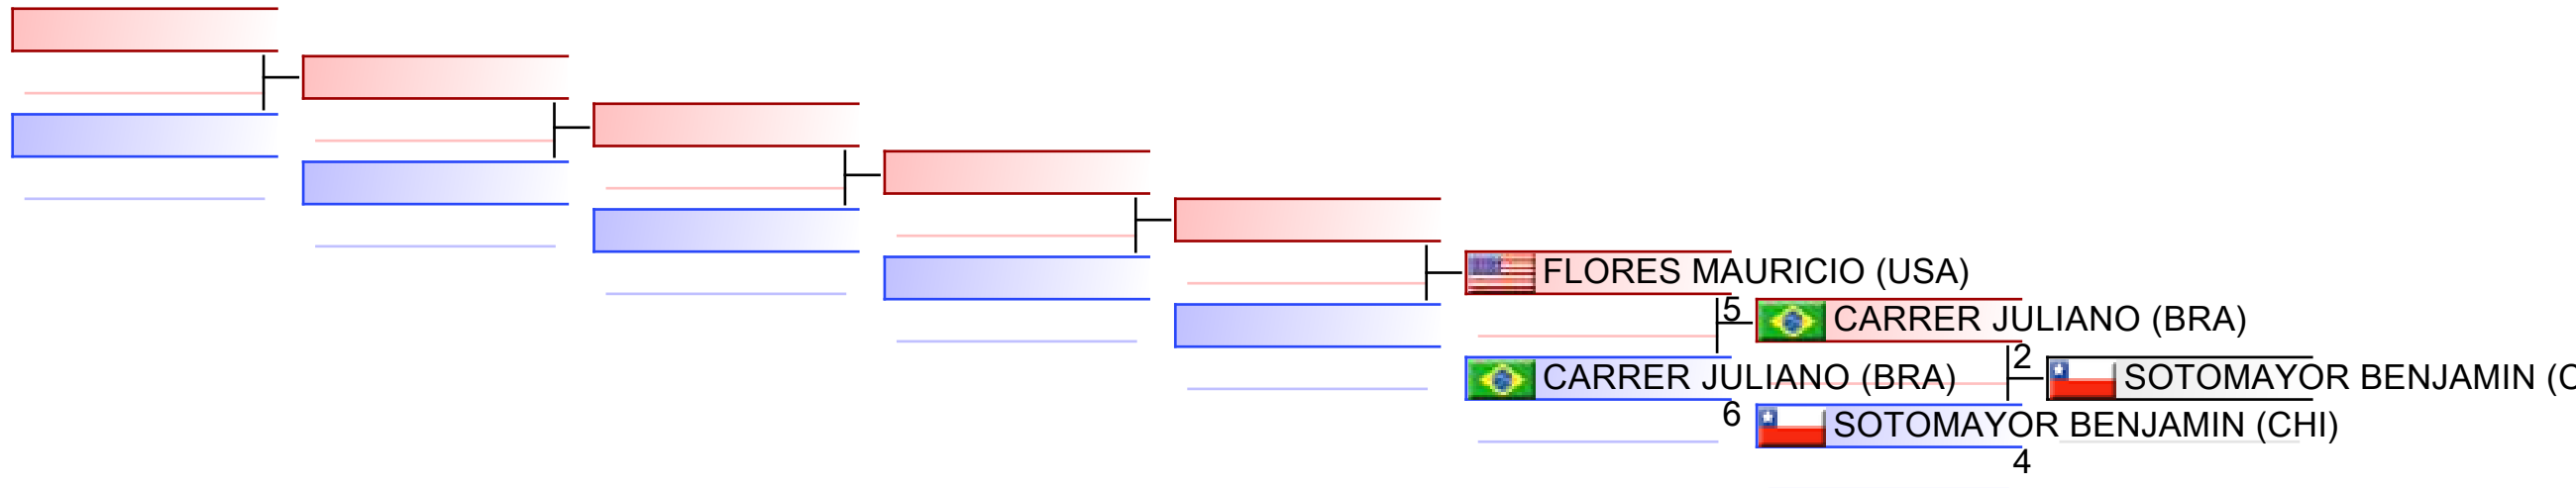 FLORES MAURICIO (USA)
5
CARRER JULIANO (BRA)
CARRER JULIANO (BRA)
6
2
SOTOMAYOR BENJAMIN (C
SOTOMAYOR BENJAMIN (CHI)
4